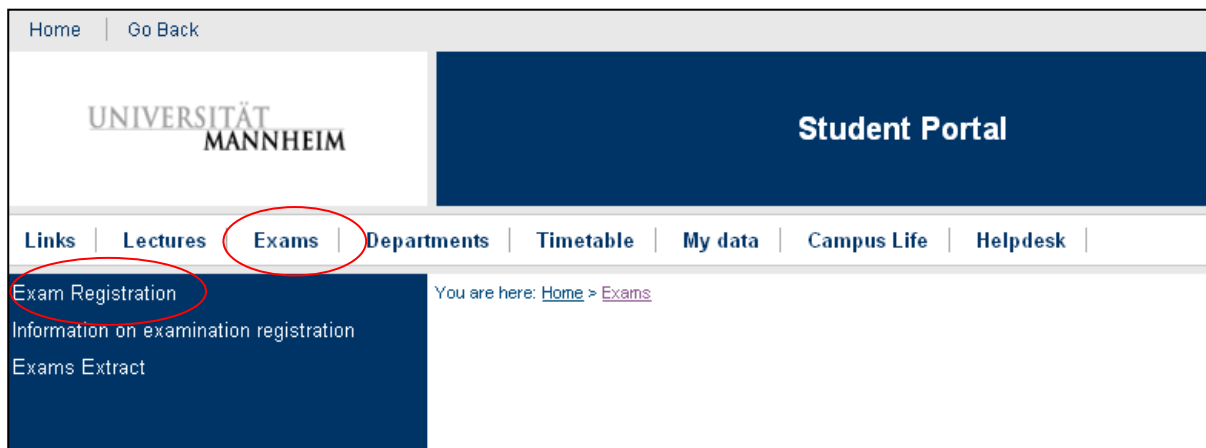 Home Go Back
UNIVERSITÄT
MANNHEIM
Student Portal
Links Lectures Exams Departments Timetable My data Campus Life Helpdesk
Exam Registration
You are here: Home > Exams
Information on examination registration
Exams Extract